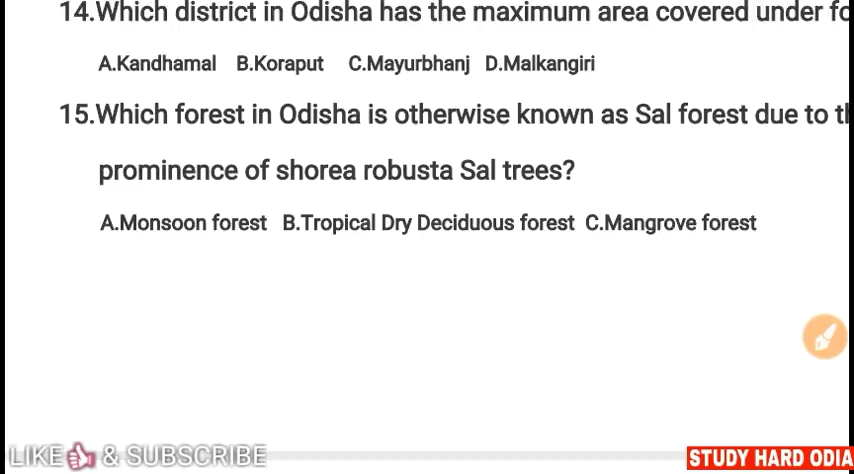 14.Which district in Odisha has the maximum area covered under
A.Kandhamal B.Koraput C.Mayurbhanj D.Malkangiri
15.Which forest in Odisha is otherwise known as Sal forest due to
prominence of shorea robusta Sal trees?
A.Monsoon forest B.Tropical Dry Deciduous forest C.Mangrove forest
LIKE & SUBSCRIBE
STUDY HARD ODIA